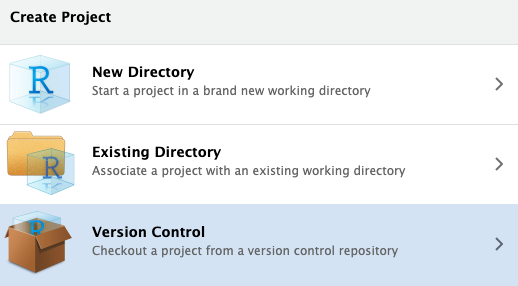 Create Project
R
New Directory
Start a project in a brand new working directory
R
Existing Directory
Associate a project with an existing working directory
R
Version Control
Checkout a project from a version control repository